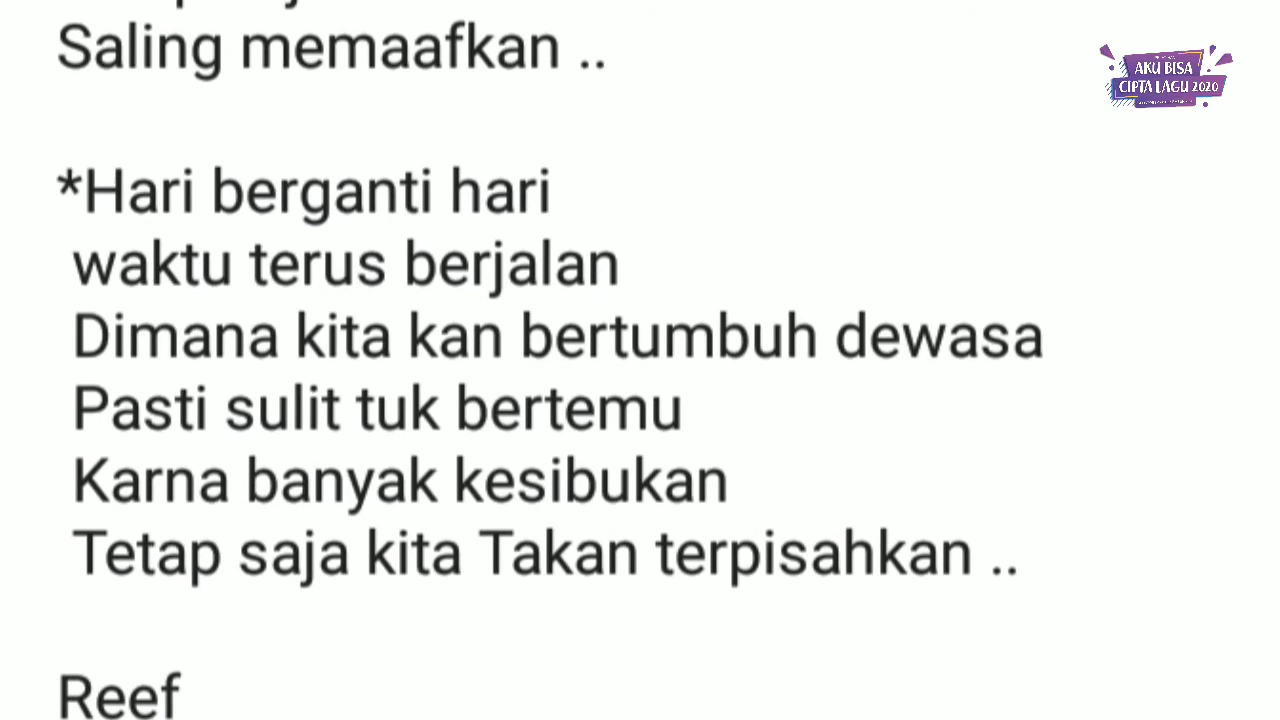 Saling memaafkan ..
*Hari berganti hari
waktu terus berjalan
Dimana kita kan bertumbuh dewasa
Pasti sulit tuk bertemu
Karna banyak kesibukan
Tetap saja kita Takan terpisahkan ..
Reef
AKU BISA
CIPTA LAGU 2020